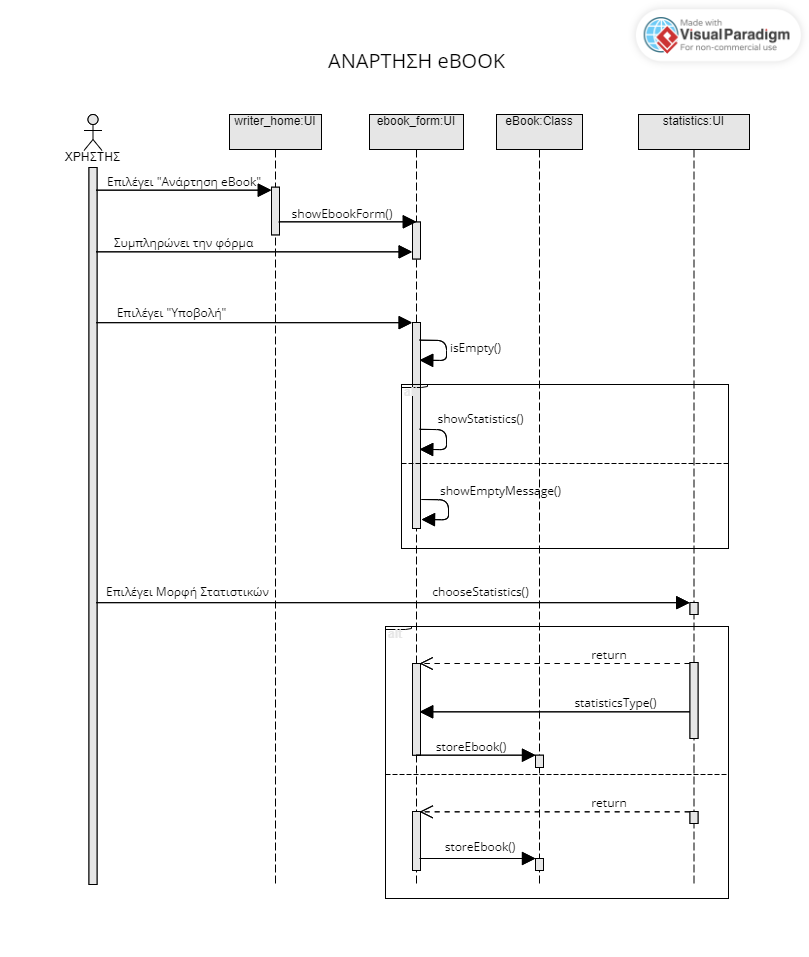 Made with
Visual Paradigm
For non-commercial use
ΑΝΑΡΤΗΣΗ eBOOK
writer_home:UI
ebook_form:UI
eBook:Class
statistics:UI
ΧΡΗΣΤΗΣ
Επιλέγει "Ανάρτηση eBook"
showEbookForm()
Συμπληρώνει την φόρμα
Επιλέγει "Υποβολή"
isEmpty()
alt
showStatistics()
showEmptyMessage()
Επιλέγει Μορφή Στατιστικών
chooseStatistics()
alt
return
statisticsType()
storeEbook()
return
storeEbook()